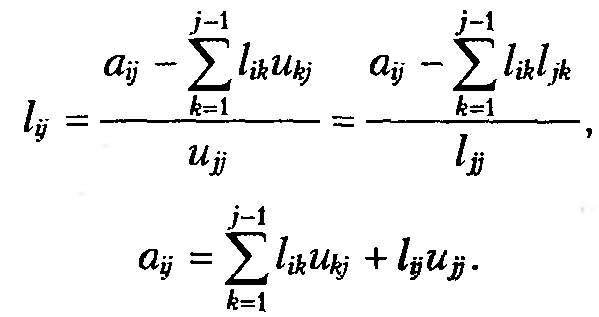 l_{ij} = \frac{a_{ij} - \sum_{k=1}^{j-1} l_{ik} u_{kj}}{u_{jj}} = \frac{a_{ij} - \sum_{k=1}^{j-1} l_{ik} l_{jk}}{l_{jj}},
a_{ij} = \sum_{k=1}^{j-1} l_{ik} u_{kj} + l_{ij} u_{jj}.